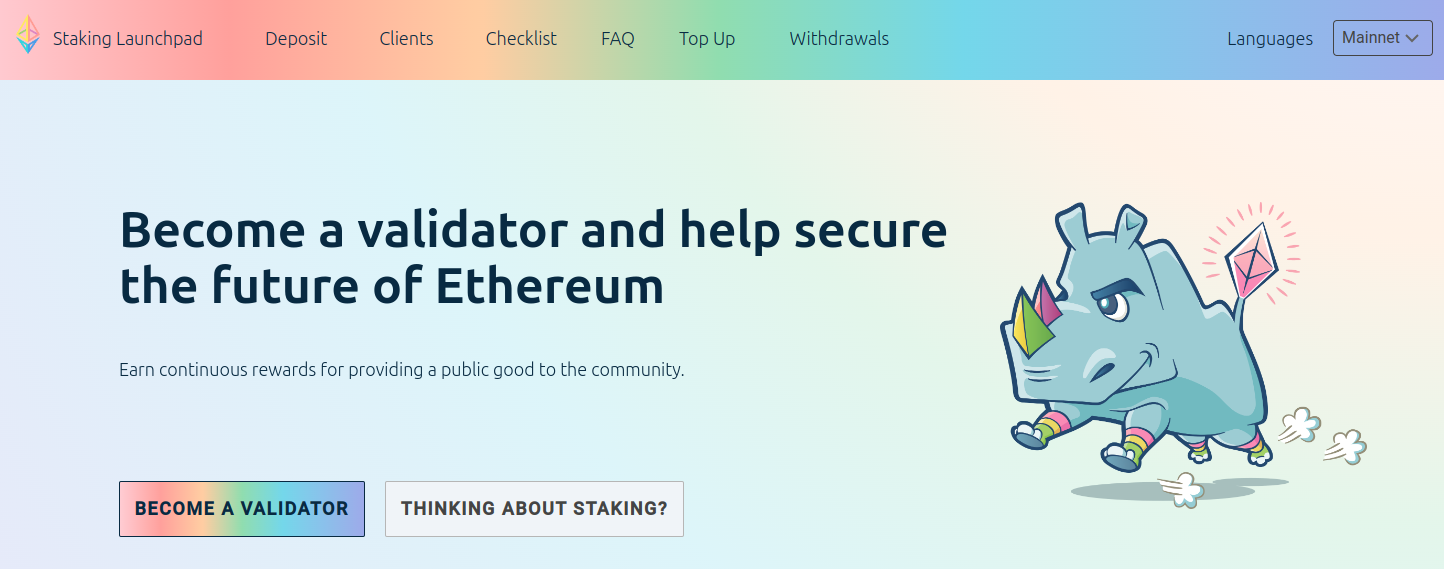 Staking Launchpad Deposit Clients Checklist FAQ Top Up Withdrawals Languages Mainnet
Become a validator and help secure
the future of Ethereum
Earn continuous rewards for providing a public good to the community.
BECOME A VALIDATOR THINKING ABOUT STAKING?